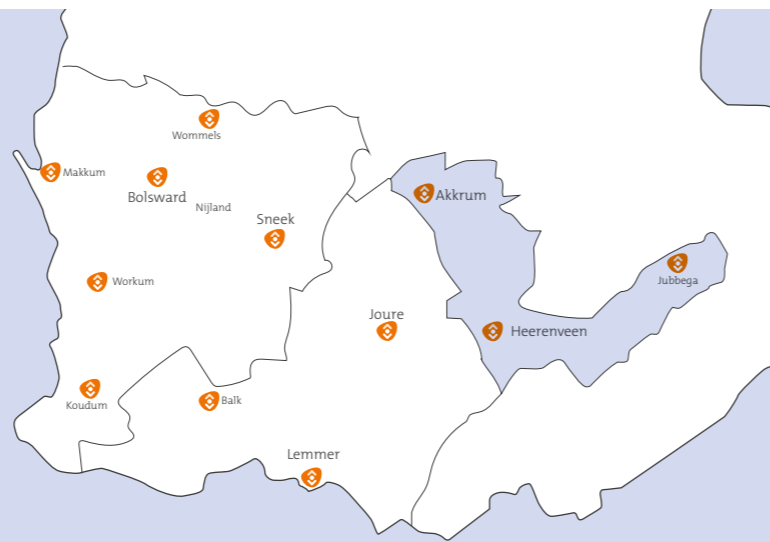 Wommels
Makkum
Bolsward
Akkrum
Nijland
Sneek
Jubbega
Workum
Joure
Heerenveen
Balk
Koudum
Lemmer